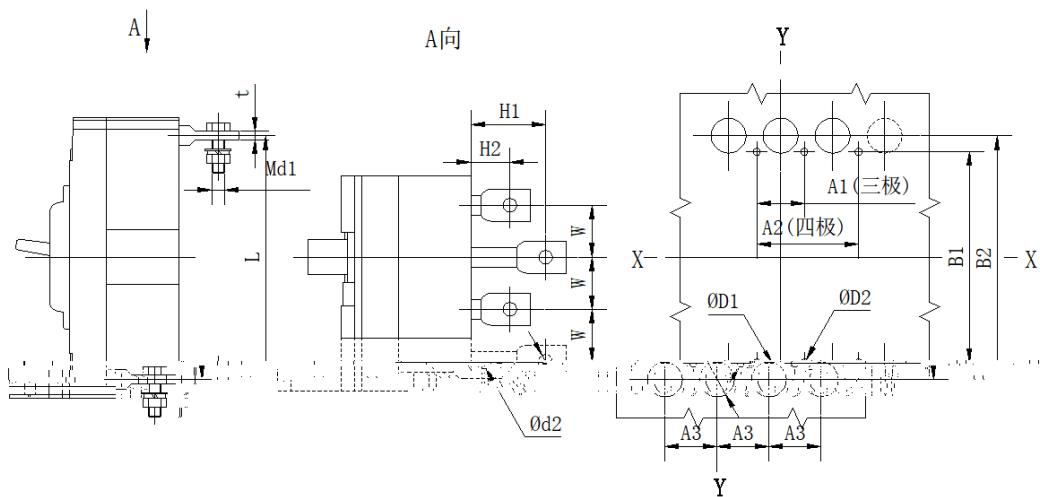 A
A向
Y
t
H1
H2
Md1
L
W
W
W
A1(三极)
A2(四极)
B1
B2
X
X
ØD1
ØD2
Ød2
A3
A3
A3
Y